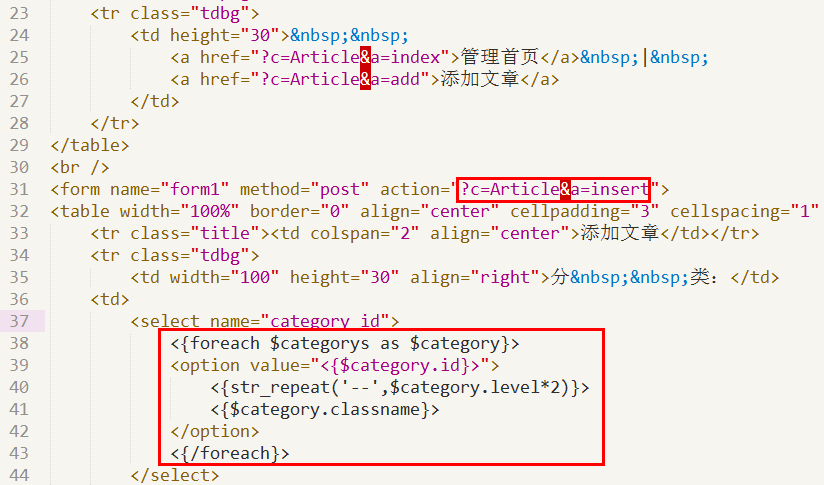 23     <tr class="tdbg">
24         <td height="30">&nbsp;&nbsp;
25             <a href="?c=Article&a=index">管理首页</a>&nbsp;|&nbsp;
26             <a href="?c=Article&a=add">添加文章</a>
27         </td>
28     </tr>
29 </table>
30 <br />
31 <form name="form1" method="post" action="?c=Article&a=insert">
32 <table width="100%" border="0" align="center" cellpadding="3" cellspacing="1"
33     <tr class="title"><td colspan="2" align="center">添加文章</td></tr>
34     <tr class="tdbg">
35         <td width="100" height="30" align="right">分&nbsp;&nbsp;类：</td>
36     <td>
37         <select name="category_id">
38             <{foreach $categorys as $category}>
39             <option value="<{$category.id}>">
40                 <{str_repeat('--',$category.level*2)}>
41                 <{$category.classname}>
42             </option>
43             <{/foreach}>
44         </select>